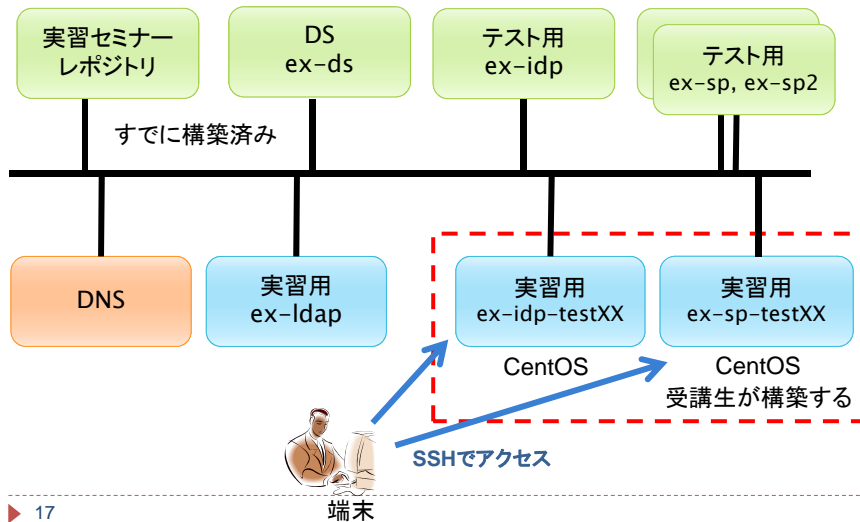 実習セミナー
レポジトリ
DS
ex-ds
テスト用
ex-idp
テスト用
ex-sp, ex-sp2
すでに構築済み
DNS
実習用
ex-ldap
実習用
ex-idp-testXX
実習用
ex-sp-testXX
CentOS
CentOS
受講生が構築する
SSHでアクセス
端末
17